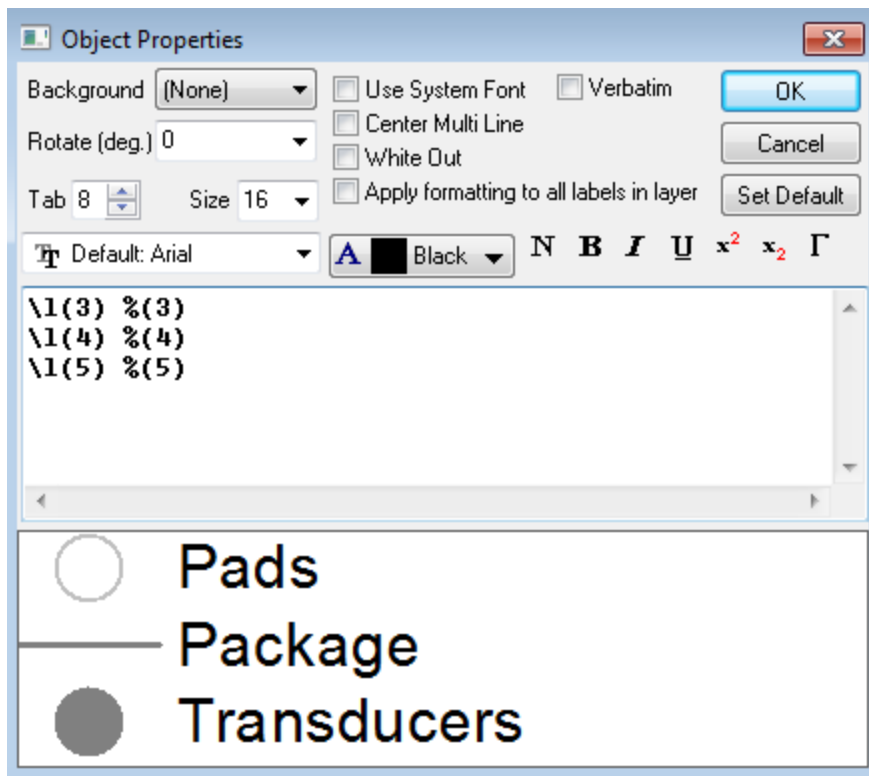 Object Properties
Background (None) Use System Font Verbatim OK
Rotate (deg.) 0 Center Multi Line Cancel
White Out
Tab 8 Size 16 Apply formatting to all labels in layer Set Default
Default: Arial A Black N B I U x² x₂ Γ
\l(3) %(3)
\l(4) %(4)
\l(5) %(5)
Pads
Package
Transducers